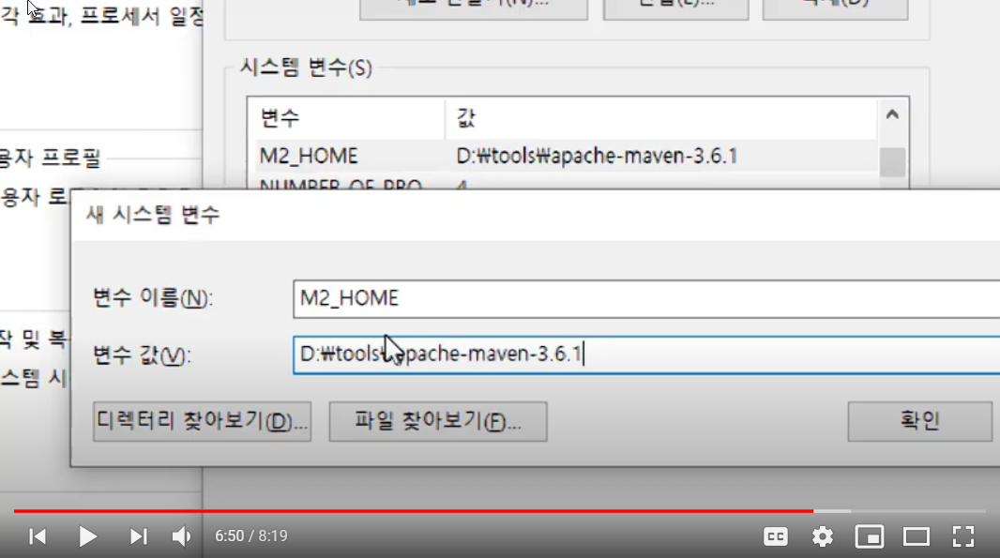 각 효과, 프로세서 일정
시스템 변수(S)
변수 값
M2_HOME D:₩tools₩apache-maven-3.6.1
NUMBER_OF_PRO... 4
용자 프로필
용자 로
새 시스템 변수
변수 이름(N): M2_HOME
작 및 복
변수 값(V): D:₩tools₩apache-maven-3.6.1
스템 시
디렉터리 찾아보기(D)... 파일 찾아보기(F)... 확인
6:50 / 8:19
CC